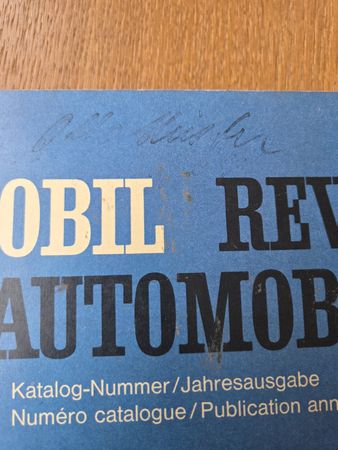 OBIL REV
AUTOMOB
Katalog-Nummer/Jahresausgabe
Numéro catalogue/Publication ann